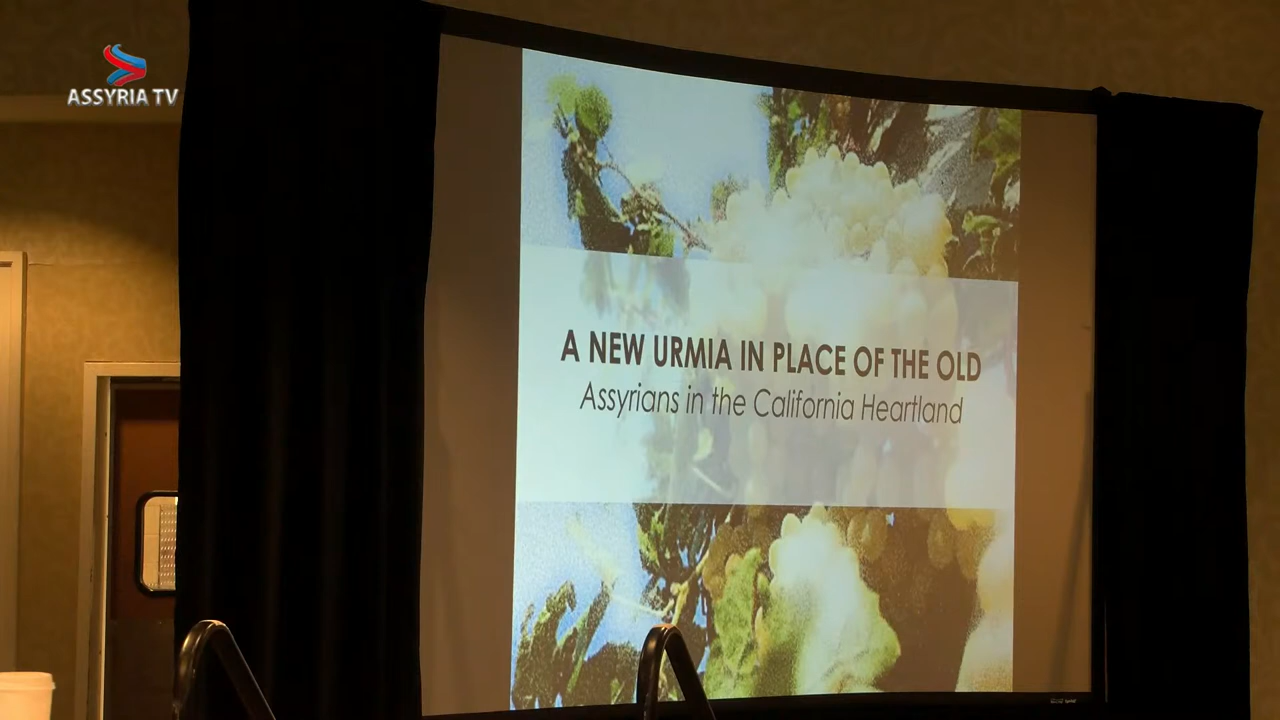 ASSYRIA TV
A NEW URMIA IN PLACE OF THE OLD
Assyrians in the California Heartland